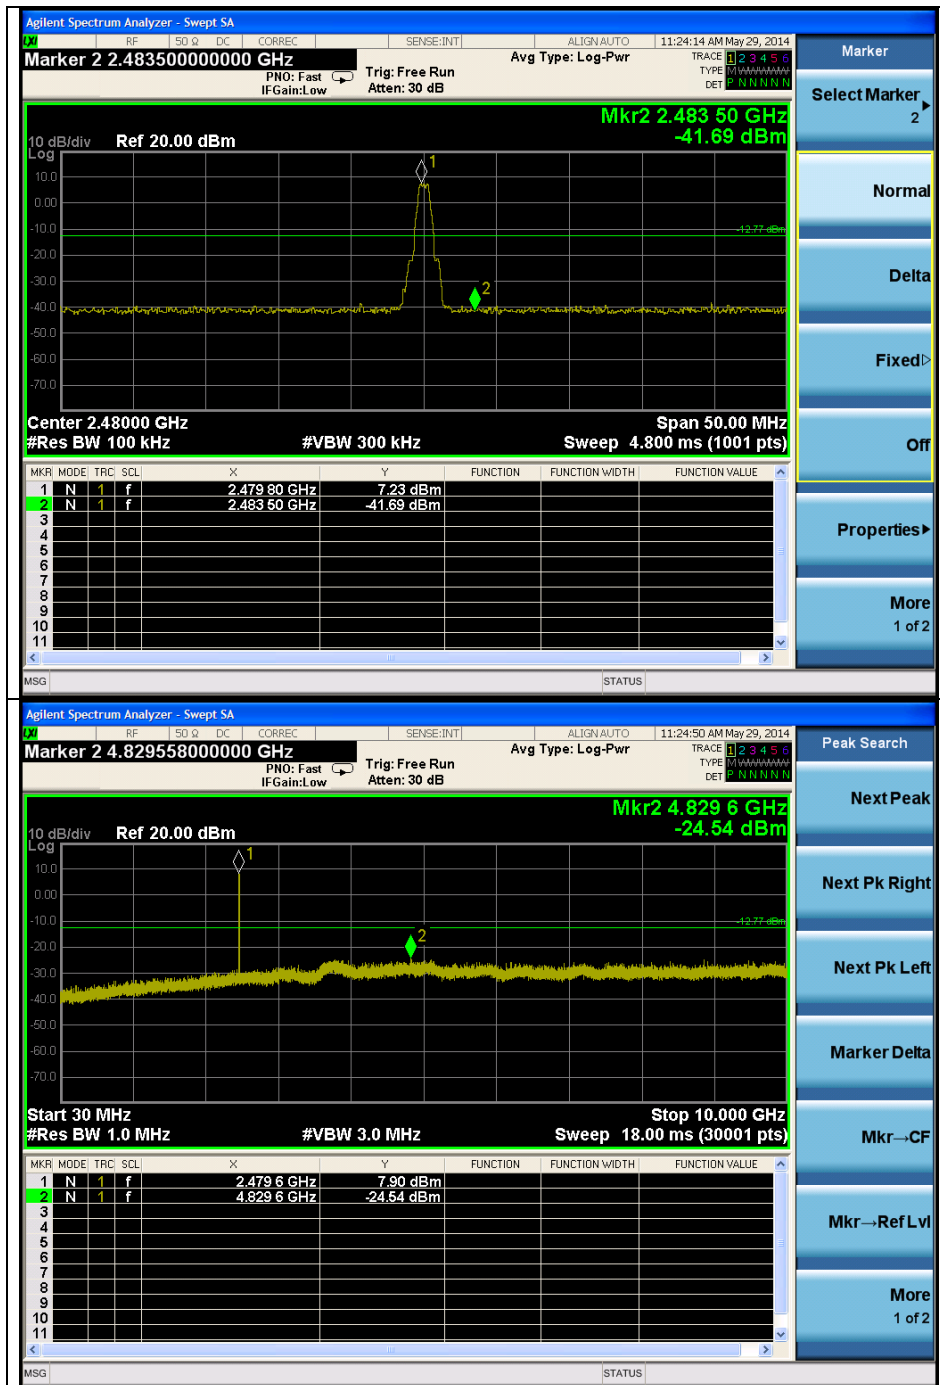 Agilent Spectrum Analyzer - Swept SA
LXI RF 50 Ω DC CORREC SENSE:INT ALIGN AUTO 11:24:14 AM May 29, 2014
Marker 2 2.483500000000 GHz
PNO: Fast
IFGain:Low
Trig: Free Run
Atten: 30 dB
Avg Type: Log-Pwr
TRACE 1 2 3 4 5 6
TYPE M W W W W W
DET P N N N N N
Mkr2 2.483 50 GHz
-41.69 dBm
10 dB/div Ref 20.00 dBm
Log
10.0
0.00
-10.0
-20.0
-30.0
-40.0
-50.0
-60.0
-70.0
1
-12.77 dBm
2
Center 2.48000 GHz Span 50.00 MHz
#Res BW 100 kHz #VBW 300 kHz Sweep 4.800 ms (1001 pts)
MKR MODE TRC SCL X Y FUNCTION FUNCTION WIDTH FUNCTION VALUE
1 N 1 f 2.479 80 GHz 7.23 dBm
2 N 1 f 2.483 50 GHz -41.69 dBm
3
4
5
6
7
8
9
10
11
MSG STATUS
Marker
Select Marker
2
Normal
Delta
Fixed
Off
Properties
More
1 of 2
Agilent Spectrum Analyzer - Swept SA
LXI RF 50 Ω DC CORREC SENSE:INT ALIGN AUTO 11:24:50 AM May 29, 2014
Marker 2 4.829558000000 GHz
PNO: Fast
IFGain:Low
Trig: Free Run
Atten: 30 dB
Avg Type: Log-Pwr
TRACE 1 2 3 4 5 6
TYPE M W W W W W
DET P N N N N N
Mkr2 4.829 6 GHz
-24.54 dBm
10 dB/div Ref 20.00 dBm
Log
10.0
0.00
-10.0
-20.0
-30.0
-40.0
-50.0
-60.0
-70.0
1
-12.77 dBm
2
Start 30 MHz Stop 10.000 GHz
#Res BW 1.0 MHz #VBW 3.0 MHz Sweep 18.00 ms (30001 pts)
MKR MODE TRC SCL X Y FUNCTION FUNCTION WIDTH FUNCTION VALUE
1 N 1 f 2.479 6 GHz 7.90 dBm
2 N 1 f 4.829 6 GHz -24.54 dBm
3
4
5
6
7
8
9
10
11
MSG STATUS
Peak Search
Next Peak
Next Pk Right
Next Pk Left
Marker Delta
Mkr→CF
Mkr→Ref Lvl
More
1 of 2